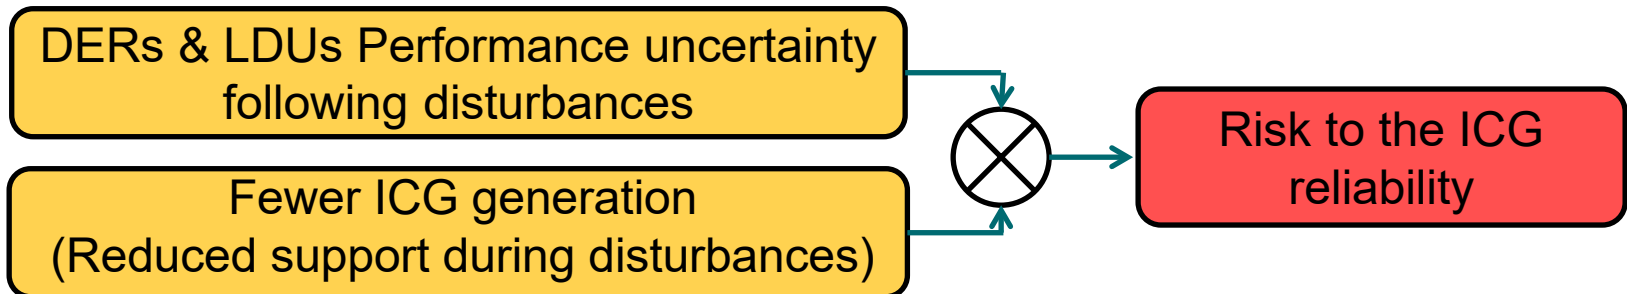 DERs & LDUs Performance uncertainty
following disturbances
Fewer ICG generation
(Reduced support during disturbances)
Risk to the ICG
reliability